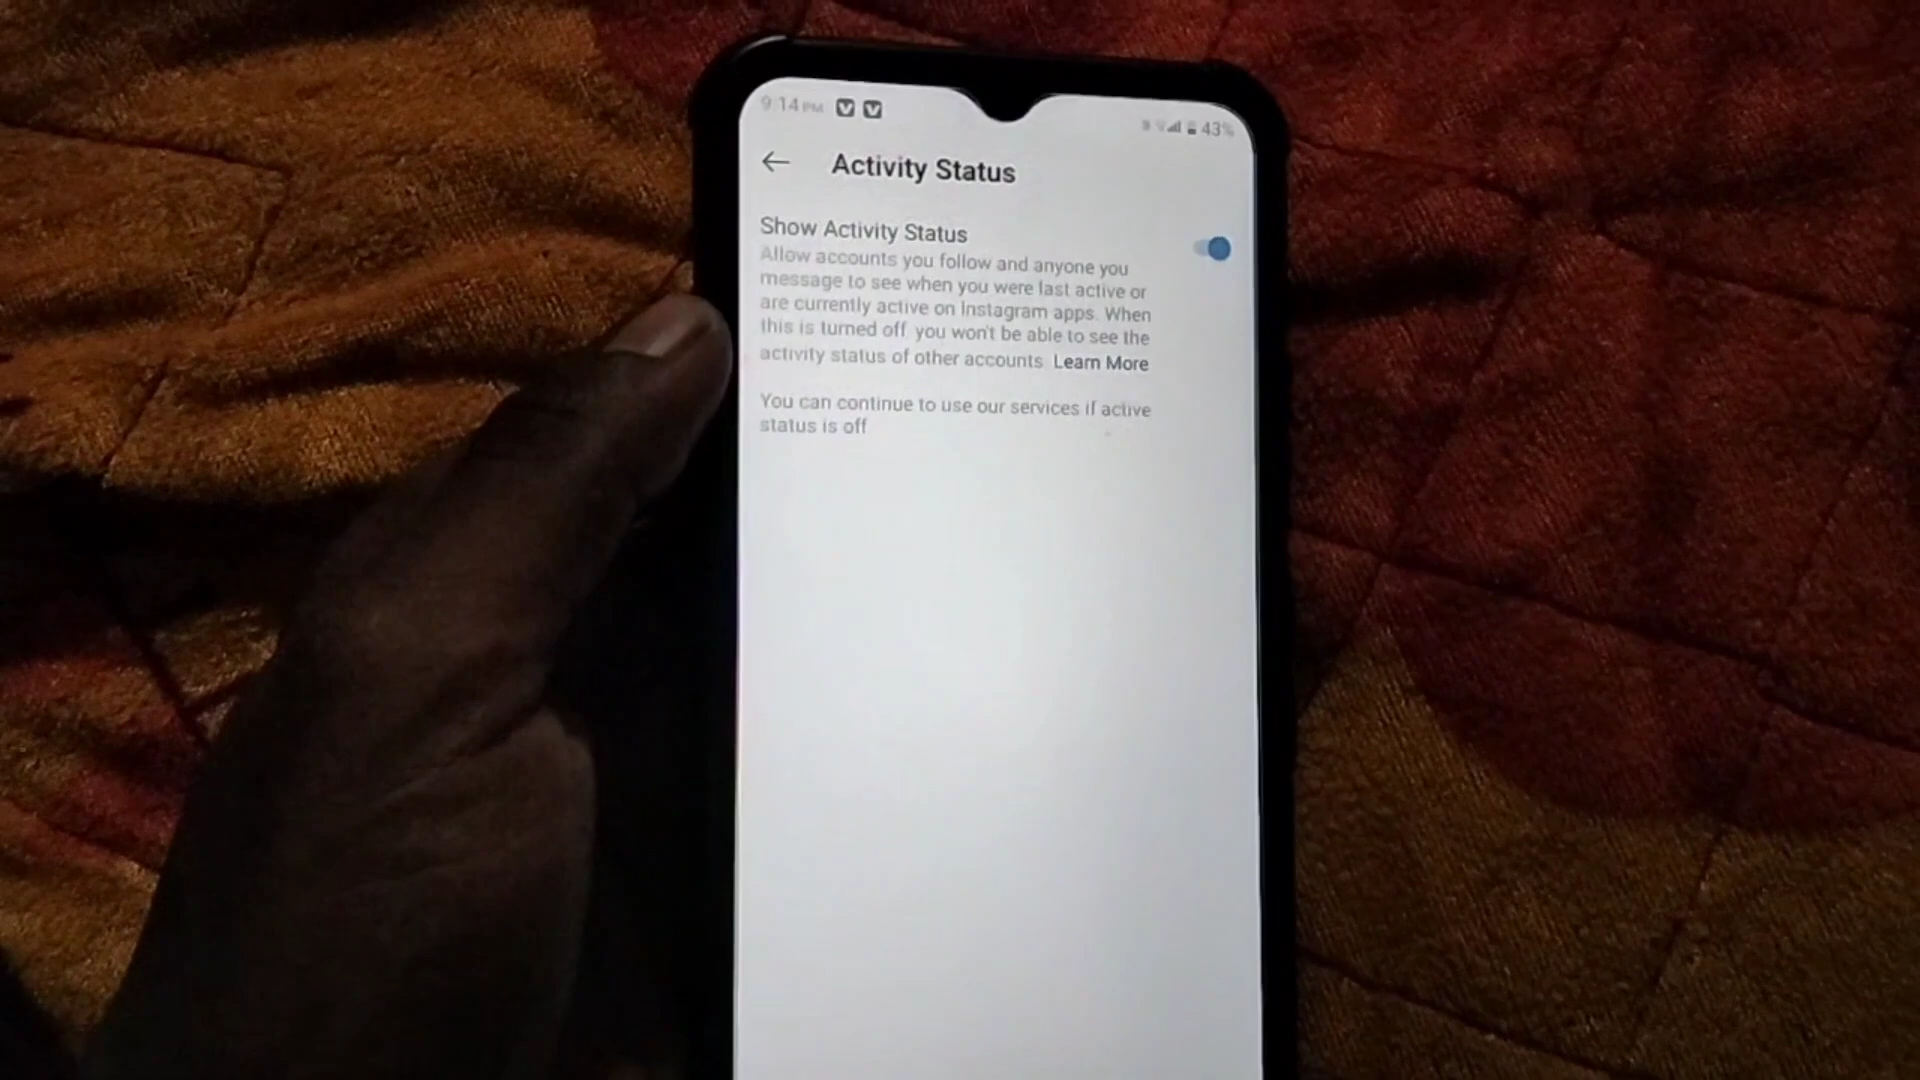 9:14 PM
43%
Activity Status
Show Activity Status
Allow accounts you follow and anyone you
message to see when you were last active or
are currently active on Instagram apps. When
this is turned off you won't be able to see the
activity status of other accounts Learn More
You can continue to use our services if active
status is off